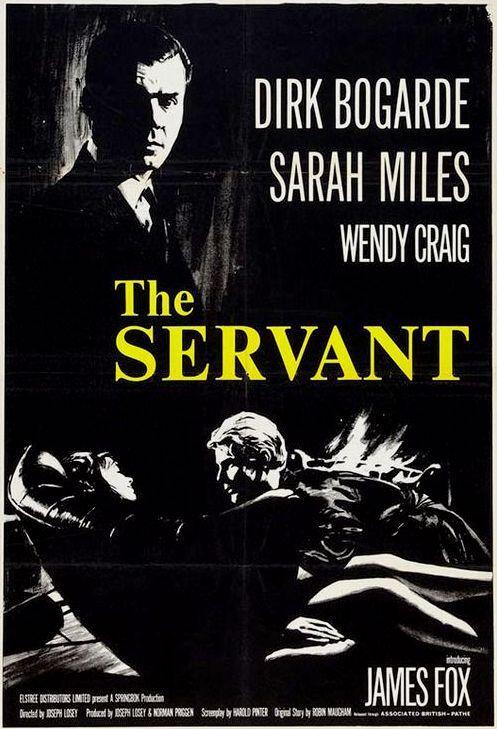 DIRK BOGARDE
SARAH MILES
WENDY CRAIG
The
SERVANT
introducing
JAMES FOX
ELSTREE DISTRIBUTORS LIMITED present A SPRINGBOK Production
Directed by JOSEPH LOSEY Produced by JOSEPH LOSEY & NORMAN PRIGGEN Screenplay by HAROLD PINTER Original Story by ROBIN MAUGHAM Released through ASSOCIATED BRITISH-PATHE